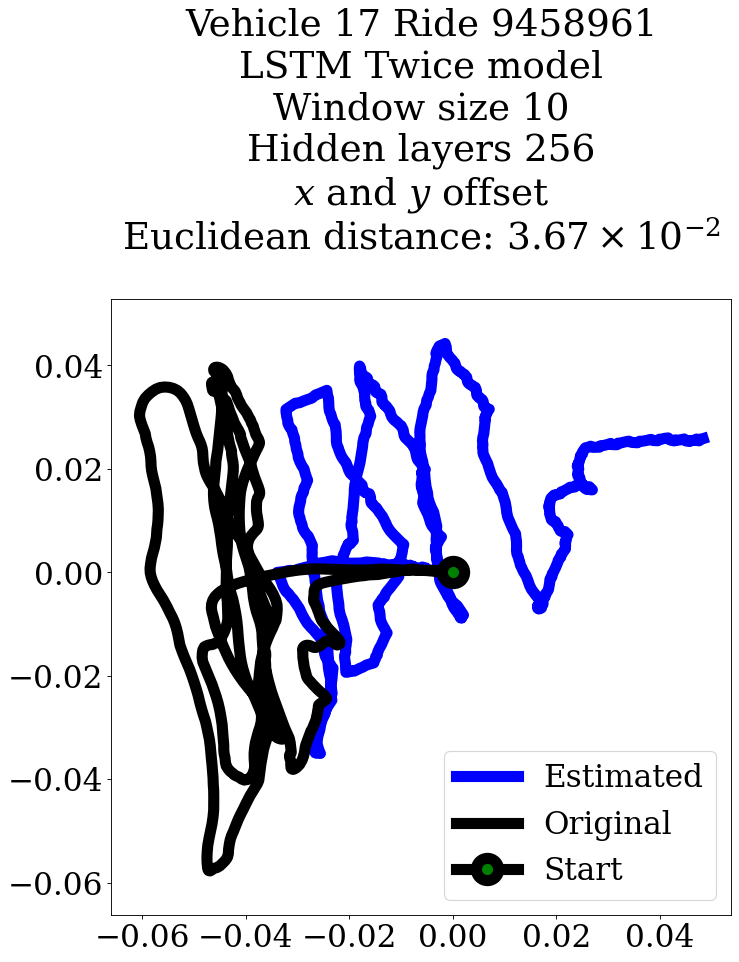 Vehicle 17 Ride 9458961
LSTM Twice model
Window size 10
Hidden layers 256
x and y offset
Euclidean distance: 3.67 × 10⁻²
0.04
0.02
0.00
−0.02
−0.04
−0.06
Estimated
Original
Start
−0.06 −0.04 −0.02 0.00 0.02 0.04